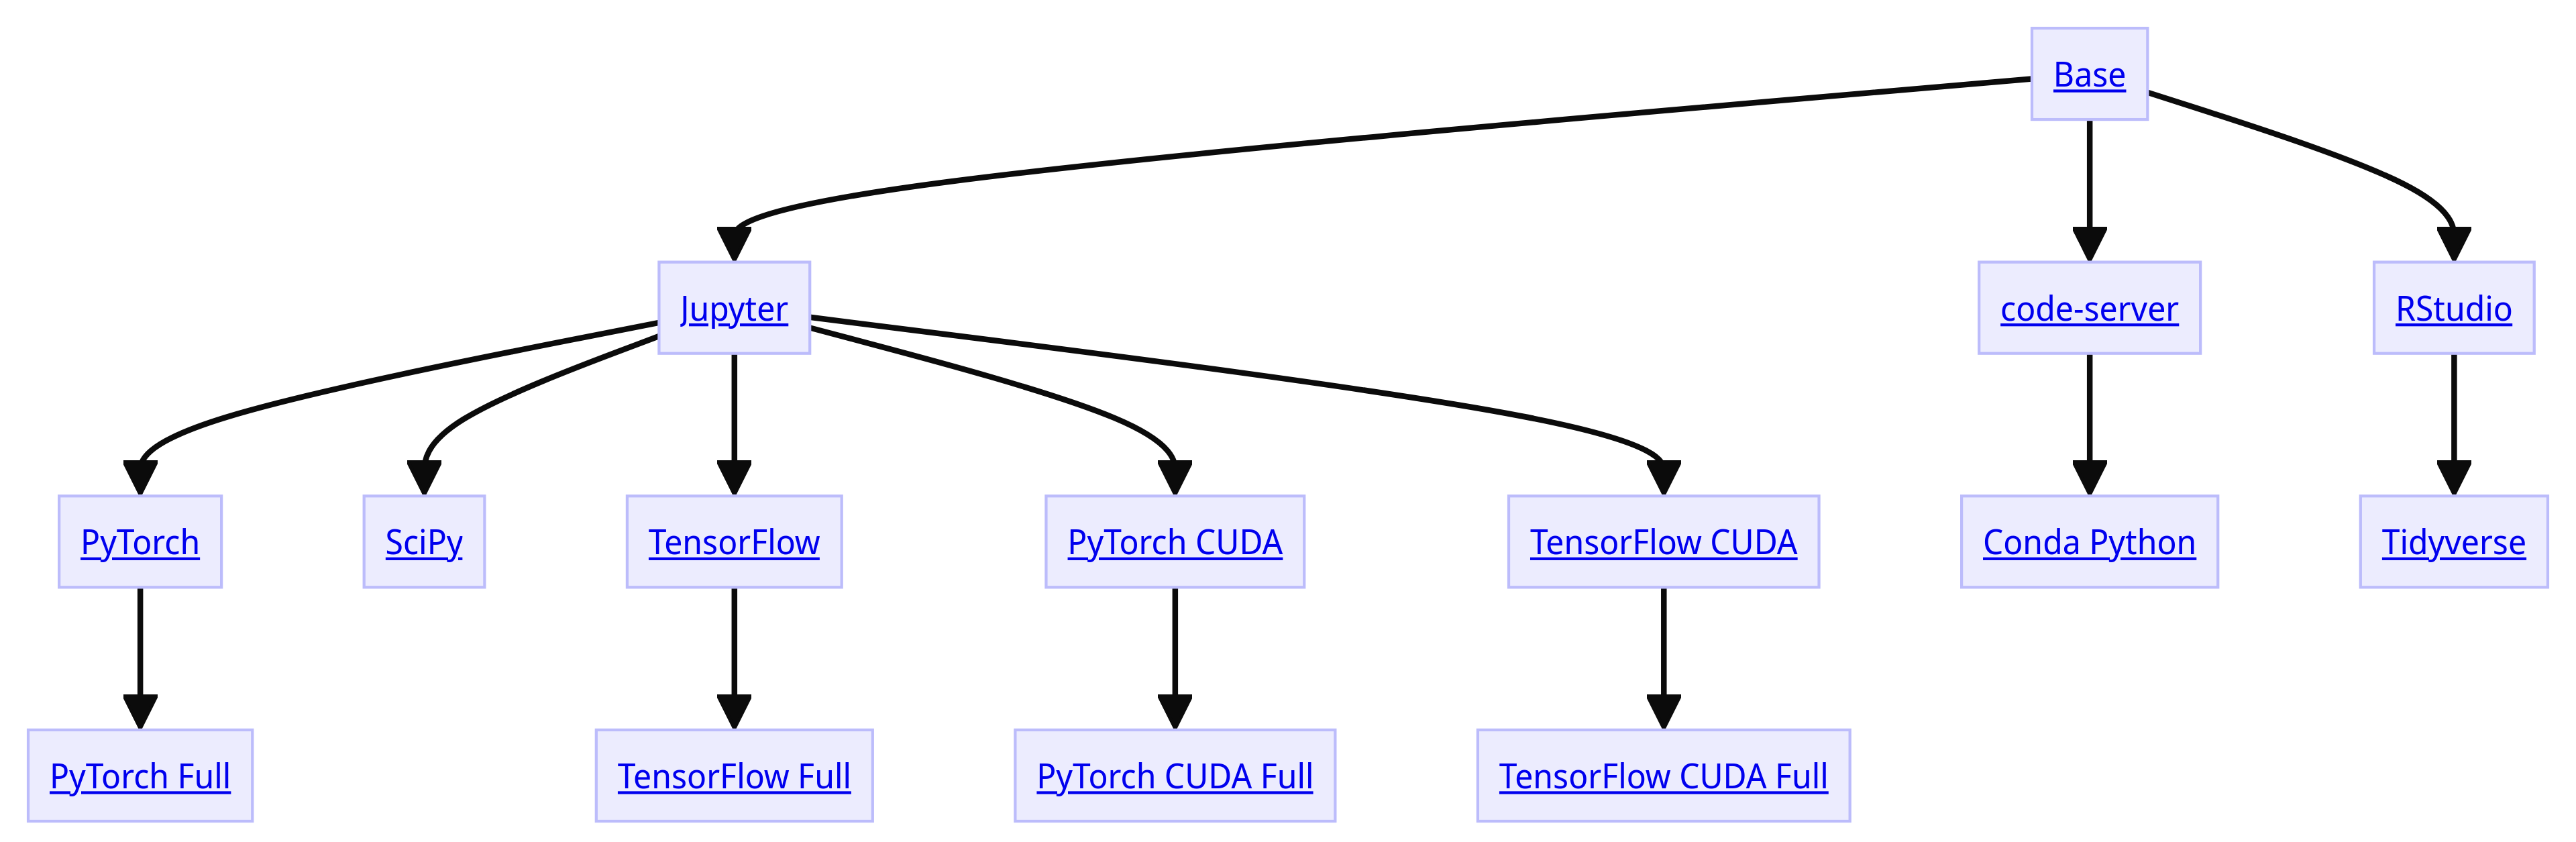 Base
Jupyter
code-server
RStudio
PyTorch
SciPy
TensorFlow
PyTorch CUDA
TensorFlow CUDA
Conda Python
Tidyverse
PyTorch Full
TensorFlow Full
PyTorch CUDA Full
TensorFlow CUDA Full